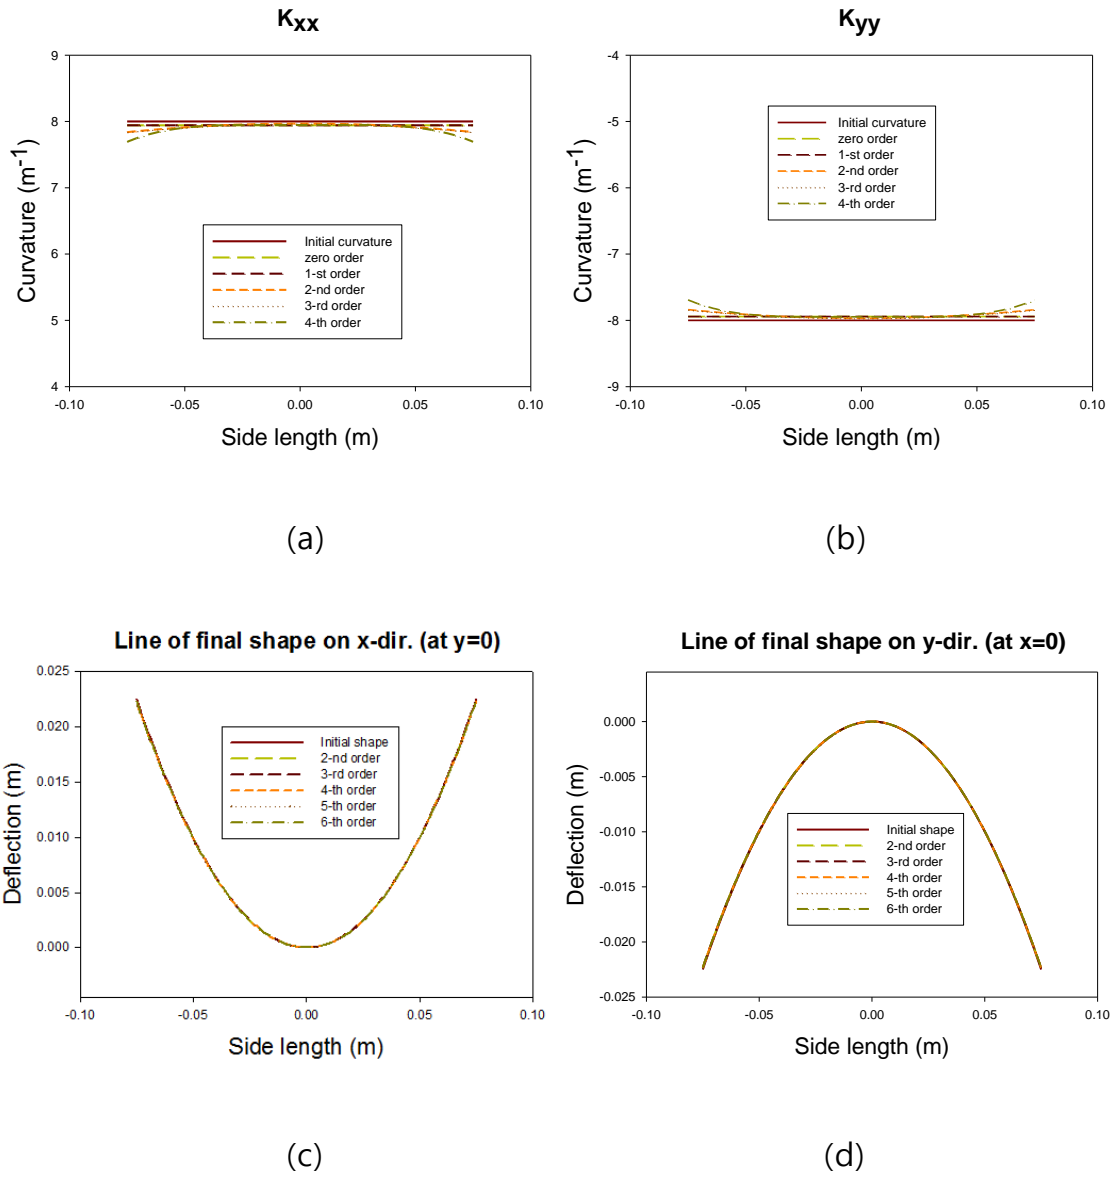 Kxx
9
8
7
6
5
4
Curvature (m-1)
Initial curvature
zero order
1-st order
2-nd order
3-rd order
4-th order
-0.10 -0.05 0.00 0.05 0.10
Side length (m)
(a)
Kyy
-4
-5
-6
-7
-8
-9
Curvature (m-1)
Initial curvature
zero order
1-st order
2-nd order
3-rd order
4-th order
-0.10 -0.05 0.00 0.05 0.10
Side length (m)
(b)
Line of final shape on x-dir. (at y=0)
0.025
0.020
0.015
0.010
0.005
0.000
Deflection (m)
Initial shape
2-nd order
3-rd order
4-th order
5-th order
6-th order
-0.10 -0.05 0.00 0.05 0.10
Side length (m)
(c)
Line of final shape on y-dir. (at x=0)
0.000
-0.005
-0.010
-0.015
-0.020
-0.025
Deflection (m)
Initial shape
2-nd order
3-rd order
4-th order
5-th order
6-th order
-0.10 -0.05 0.00 0.05 0.10
Side length (m)
(d)